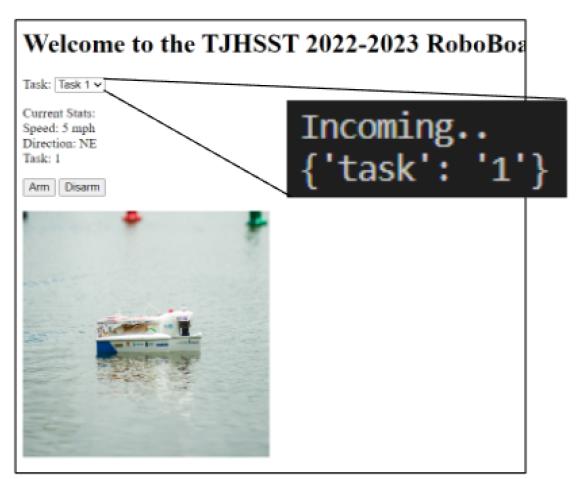 Welcome to the TJHSST 2022-2023 RoboBoa
Task: Task 1
Current Stats:
Speed: 5 mph
Direction: NE
Task: 1
Arm Disarm
Incoming..
{'task': '1'}